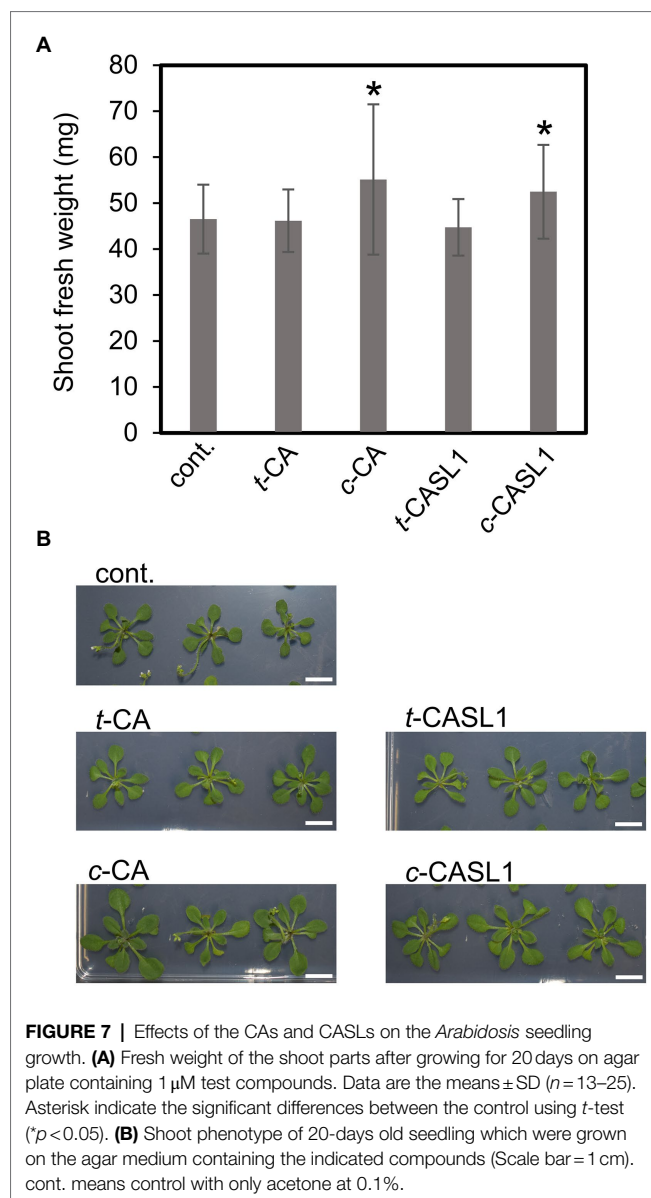 A
80
70
60
50
40
30
20
10
0
Shoot fresh weight (mg)
*
*
cont.
t-CA
c-CA
t-CASL1
c-CASL1
B
cont.
t-CA
t-CASL1
c-CA
c-CASL1
FIGURE 7 | Effects of the CAs and CASLs on the Arabidosis seedling
growth. (A) Fresh weight of the shoot parts after growing for 20 days on agar
plate containing 1 μM test compounds. Data are the means ± SD (n = 13–25).
Asterisk indicate the significant differences between the control using t-test
(*p < 0.05). (B) Shoot phenotype of 20-days old seedling which were grown
on the agar medium containing the indicated compounds (Scale bar = 1 cm).
cont. means control with only acetone at 0.1%.